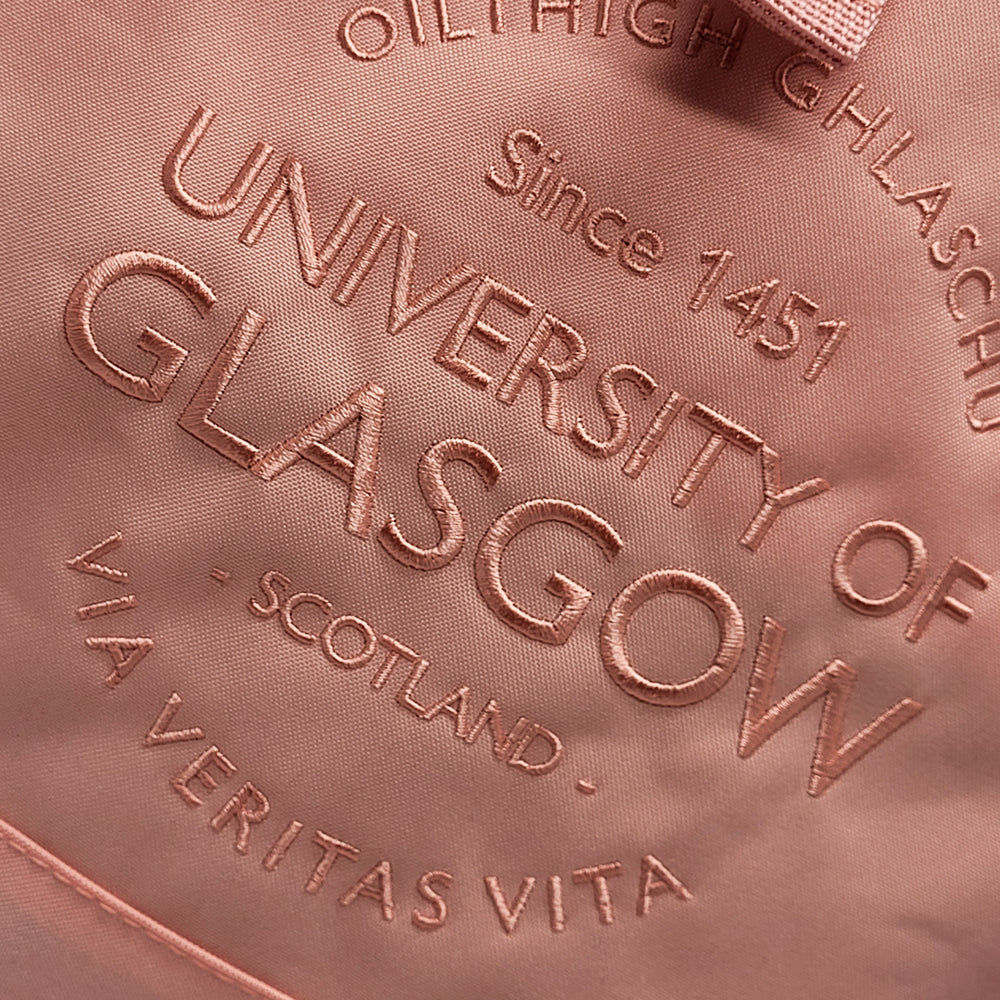 OILTHIGH GHLASCHU
Since 1451
UNIVERSITY OF
GLASGOW
- SCOTLAND -
VIA VERITAS VITA